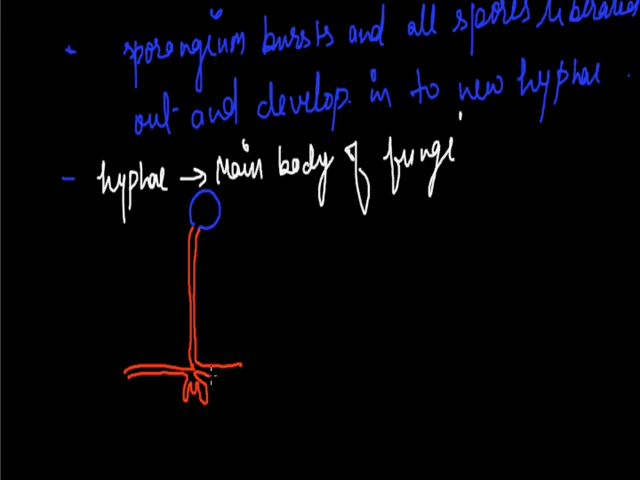 sporangium bursts and all spores liberated
out and develop in to new hyphae .
hyphae → Main body of fungi